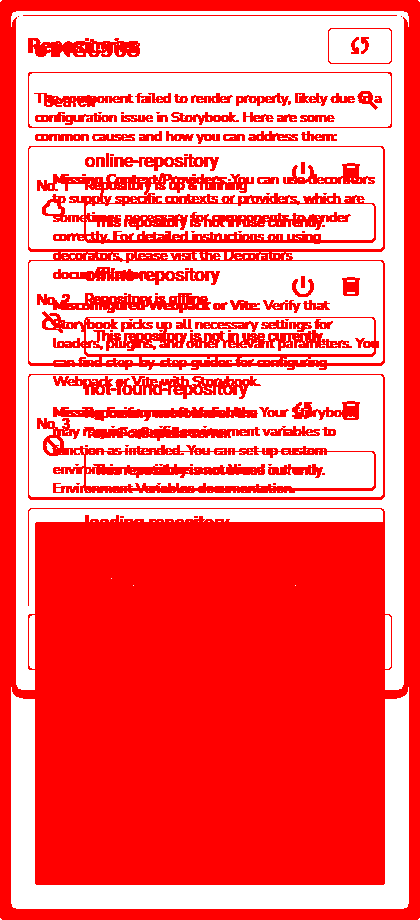 Repositories
Search
The component failed to render properly, likely due to a
configuration issue in Storybook. Here are some
common causes and how you can address them:
online-repository
Missing Context/Providers: You can use decorators
No. 1
Repository is up & running
to supply specific contexts or providers, which are
sometimes necessary for components to render
This repository is not in use currently.
correctly. For detailed instructions on using
decorators, please visit the Decorators
documentation.
offline-repository
No. 2
Repository is offline
Misconfigured Webpack or Vite: Verify that
Storybook picks up all necessary settings for
This repository is not in use currently.
loaders, plugins, and other relevant parameters. You
can find step-by-step guides for configuring
Webpack or Vite with Storybook.
not-found-repository
Missing Environment Variables: Your Storybook
No. 3
may require specific environment variables to
function as intended. You can set up custom
environment variables as outlined in the
This repository is not in use currently.
Environment Variables documentation.
loading-repository